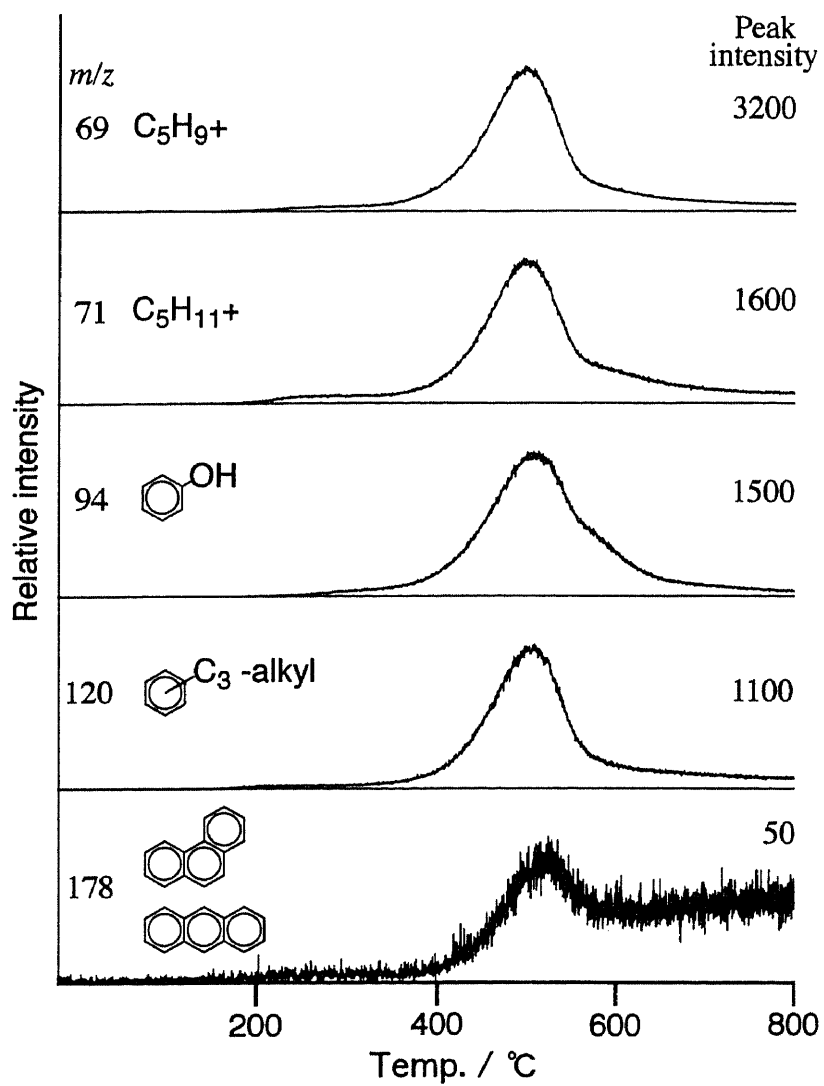 Peak
intensity
m/z
3200
69 C5H9+
71 C5H11+
1600
94 OH
1500
120 C3 -alkyl
1100
178
50
Relative intensity
200 400 600 800
Temp. / ℃